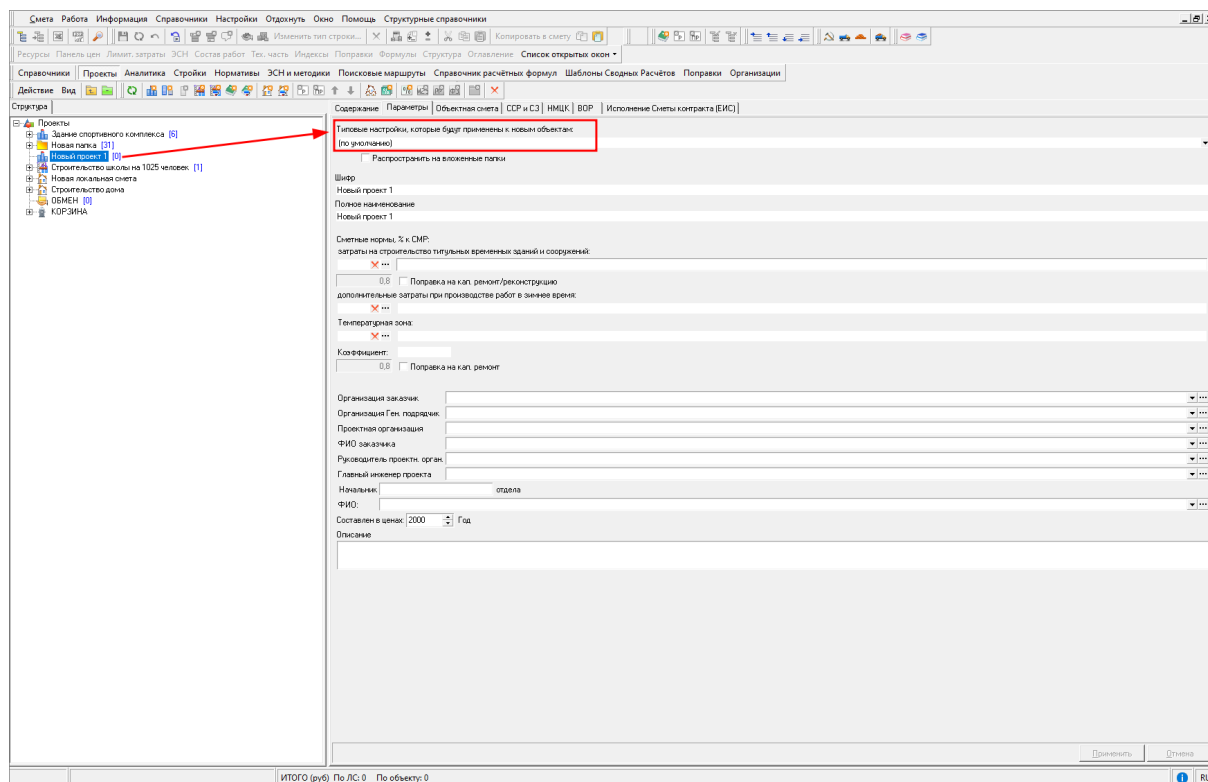 Смета Работа Информация Справочники Настройки Отдохнуть Окно Помощь Структурные справочники
Изменить тип строки... Копировать в смету
Ресурсы Панель цен Лимит. затраты ЭСН Состав работ Тех. часть Индексы Поправки Формулы Структура Оглавление Список открытых окон
Справочники Проекты Аналитика Стройки Нормативы ЭСН и методики Поисковые маршруты Справочник расчётных формул Шаблоны Сводных Расчётов Поправки Организации
Действие Вид
Структура
Проекты
Здание спортивного комплекса [6]
Новая папка [31]
Новый проект 1 [0]
Строительство школы на 1025 человек [1]
Новая локальная смета
Строительство дома
ОБМЕН [0]
КОРЗИНА
Содержание Параметры Объектная смета ССР и СЗ НМЦК ВОР Исполнение Сметы контракта (ЕИС)
Типовые настройки, которые будут применены к новым объектам:
(по умолчанию)
Распространить на вложенные папки
Шифр
Новый проект 1
Полное наименование
Новый проект 1
Сметные нормы, % к СМР:
затраты на строительство титульных временных зданий и сооружений:
0,8 Поправка на кап. ремонт/реконструкцию
дополнительные затраты при производстве работ в зимнее время:
Температурная зона:
Коэффициент:
0,8 Поправка на кап. ремонт
Организация заказчик
Организация Ген. подрядчик
Проектная организация
ФИО заказчика
Руководитель проектн. орган.
Главный инженер проекта
Начальник отдела
ФИО:
Составлен в ценах: 2000 Год
Описание
Применить Отмена
ИТОГО (руб) По ЛС: 0 По объекту: 0